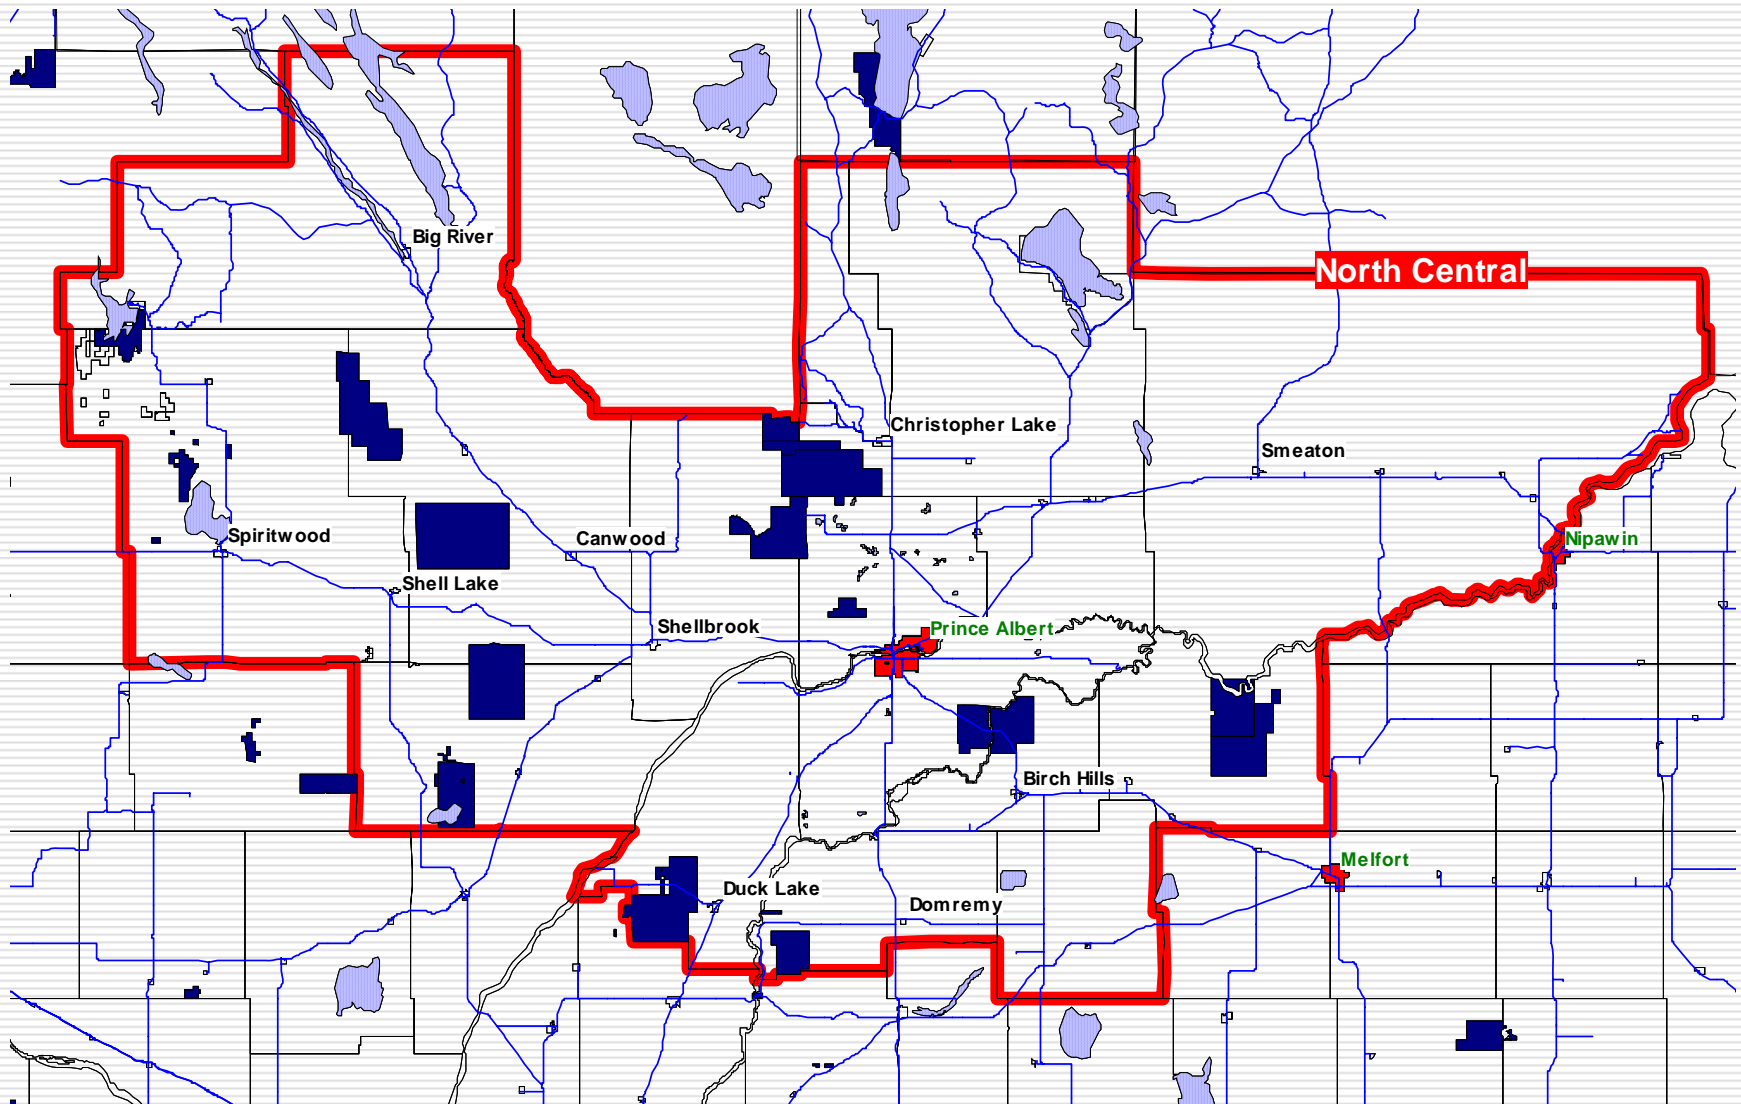 Big River
North Central
Christopher Lake
Smeaton
Spiritwood
Canwood
Nipawin
Shell Lake
Shellbrook
Prince Albert
Birch Hills
Melfort
Duck Lake
Domremy